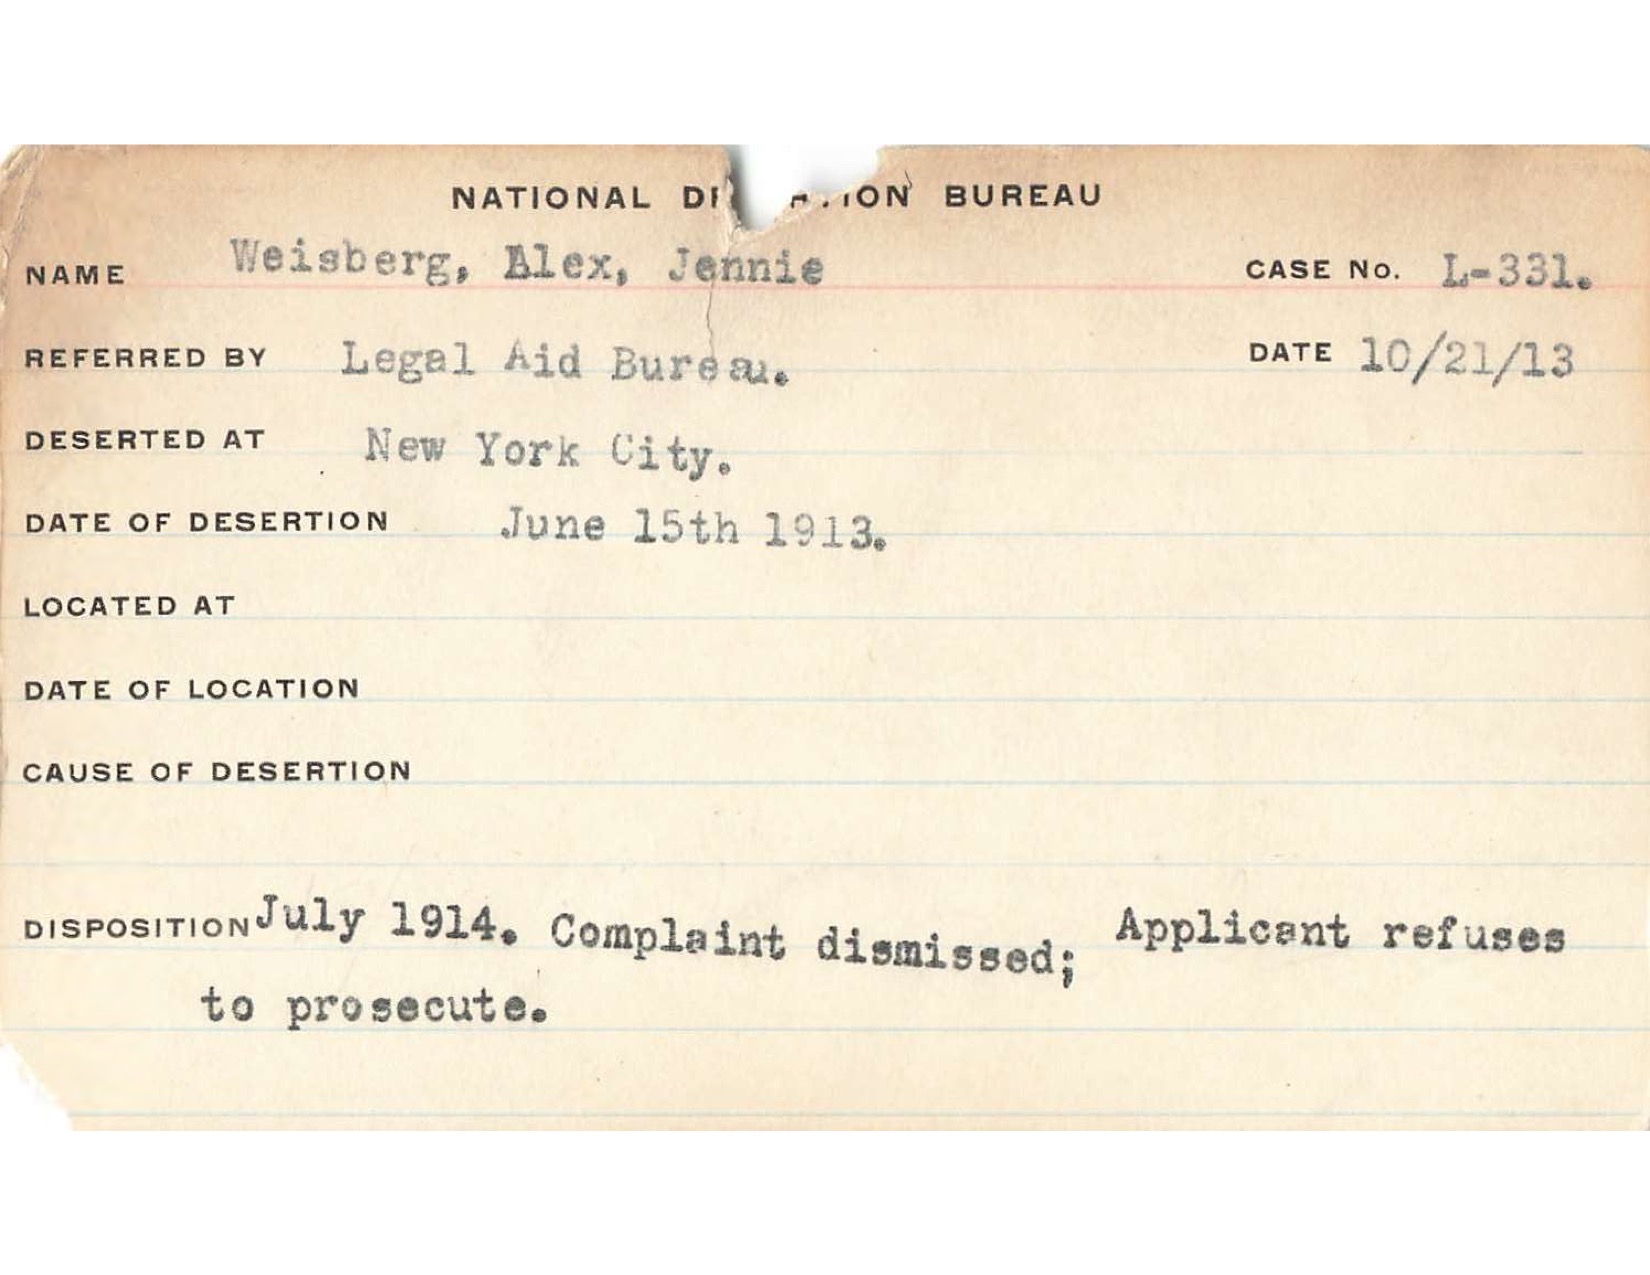 NATIONAL BUREAU
NAME Weisberg, Alex, Jennie CASE No. L-331.
REFERRED BY Legal Aid Bureau. DATE 10/21/13
DESERTED AT New York City.
DATE OF DESERTION June 15th 1913.
LOCATED AT
DATE OF LOCATION
CAUSE OF DESERTION
DISPOSITION July 1914. Complaint dismissed; Applicant refuses
to prosecute.